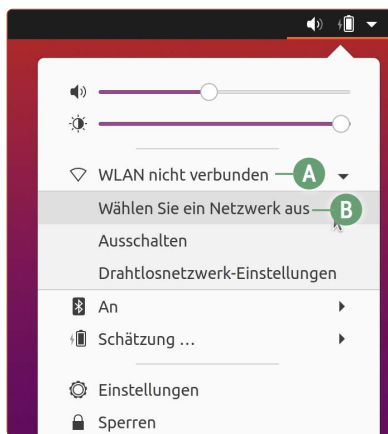 WLAN nicht verbunden A
Wählen Sie ein Netzwerk aus B
Ausschalten
Drahtlosnetzwerk-Einstellungen
An
Schätzung …
Einstellungen
Sperren